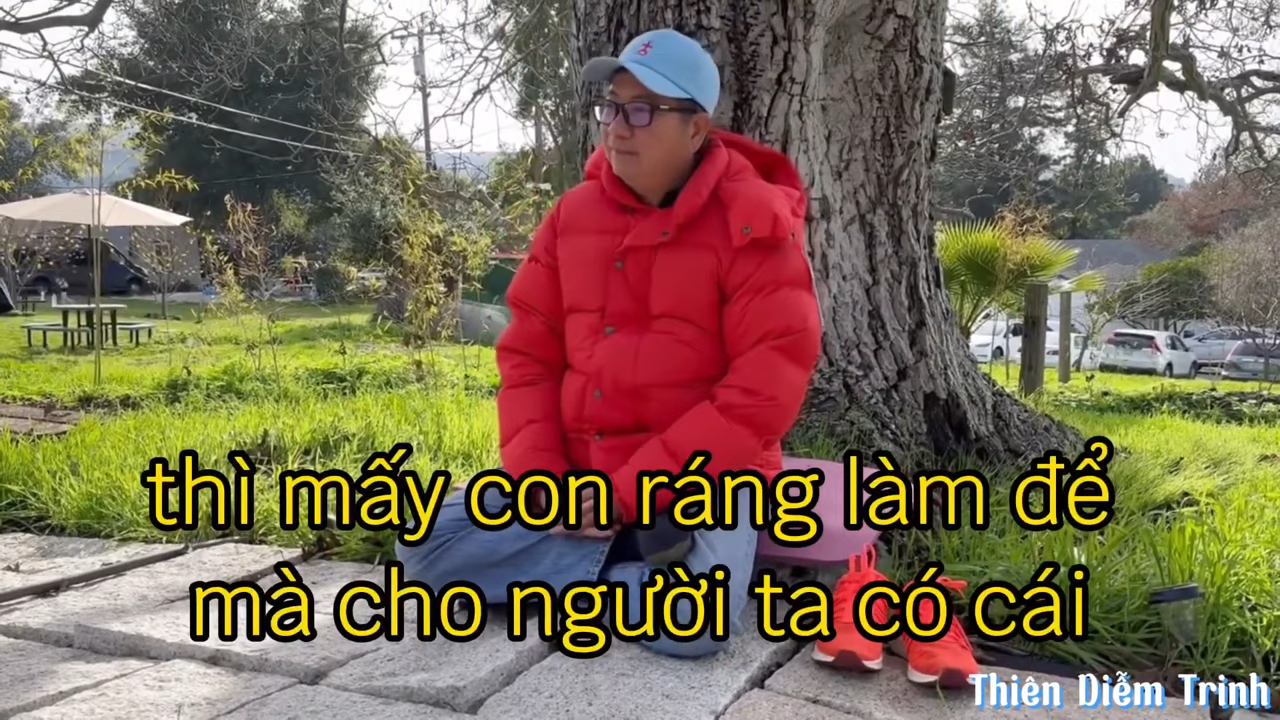 thì mấy con ráng làm để
mà cho người ta có cái
Thiên Diễm Trinh